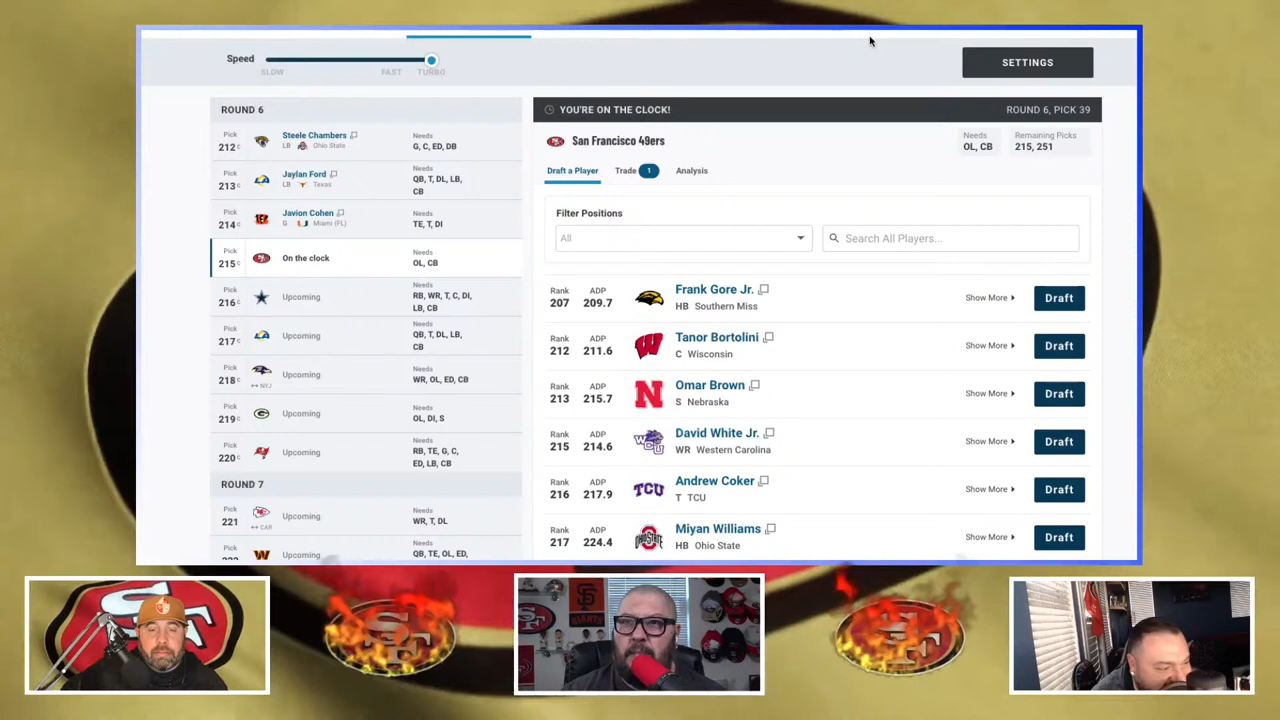 Speed
SLOW FAST TURBO
SETTINGS
ROUND 6
Pick 212 C
Steele Chambers
LB Ohio State
Needs
G, C, ED, DB
Pick 213 C
Jaylan Ford
LB Texas
Needs
QB, T, DL, LB,
CB
Pick 214 C
Javion Cohen
G Miami (FL)
Needs
TE, T, DI
Pick 215 C
On the clock
Needs
OL, CB
Pick 216 C
Upcoming
Needs
RB, WR, T, C, DI,
LB, CB
Pick 217 C
Upcoming
Needs
QB, T, DL, LB,
CB
Pick 218 C
Upcoming
↔ NYJ
Needs
WR, OL, ED, CB
Pick 219 C
Upcoming
Needs
OL, DI, S
Pick 220 C
Upcoming
Needs
RB, TE, G, C,
ED, LB, CB
ROUND 7
Pick 221
Upcoming
↔ CAR
Needs
WR, T, DL
Pick
Upcoming
Needs
QB, TE, OL, ED,
YOU'RE ON THE CLOCK!
ROUND 6, PICK 39
San Francisco 49ers
Needs
OL, CB
Remaining Picks
215, 251
Draft a Player Trade 1 Analysis
Filter Positions
All
Search All Players...
Rank 207
ADP 209.7
Frank Gore Jr.
HB Southern Miss
Show More
Draft
Rank 212
ADP 211.6
Tanor Bortolini
C Wisconsin
Show More
Draft
Rank 213
ADP 215.7
Omar Brown
S Nebraska
Show More
Draft
Rank 215
ADP 214.6
David White Jr.
WR Western Carolina
Show More
Draft
Rank 216
ADP 217.9
TCU
Andrew Coker
T TCU
Show More
Draft
Rank 217
ADP 224.4
Miyan Williams
HB Ohio State
Show More
Draft
SF
SF
SF
GIANTS